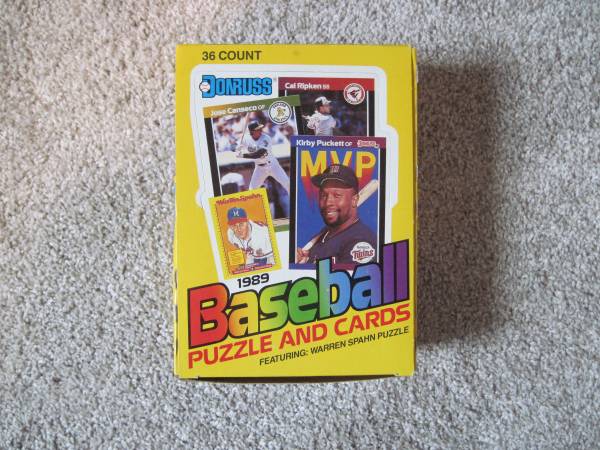 36 COUNT
DONRUSS
Cal Ripken SS
Jose Canseco OF
Kirby Puckett OF
DONRUSS
MVP
Warren Spahn
Twins
1989
Baseball
PUZZLE AND CARDS
FEATURING: WARREN SPAHN PUZZLE